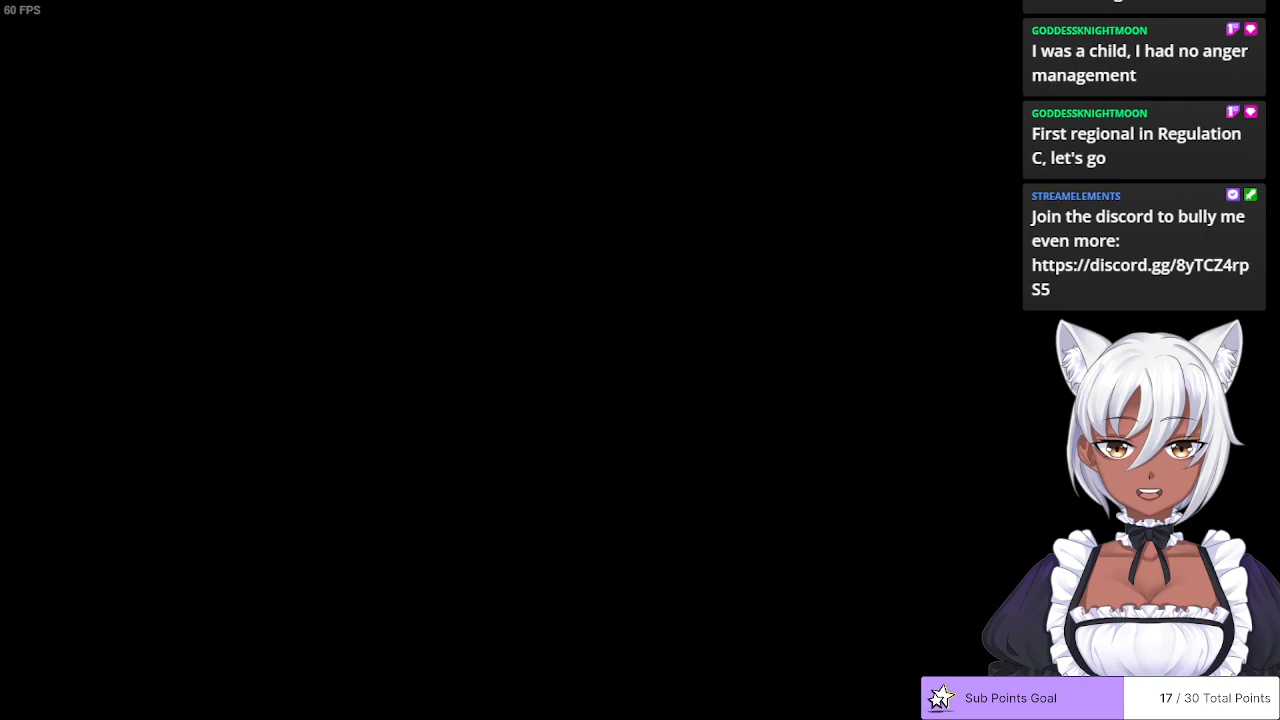 60 FPS
GODDESSKNIGHTMOON
I was a child, I had no anger
management
GODDESSKNIGHTMOON
First regional in Regulation
C, let's go
STREAMELEMENTS
Join the discord to bully me
even more:
https://discord.gg/8yTCZ4rp
S5
Sub Points Goal
17 / 30 Total Points